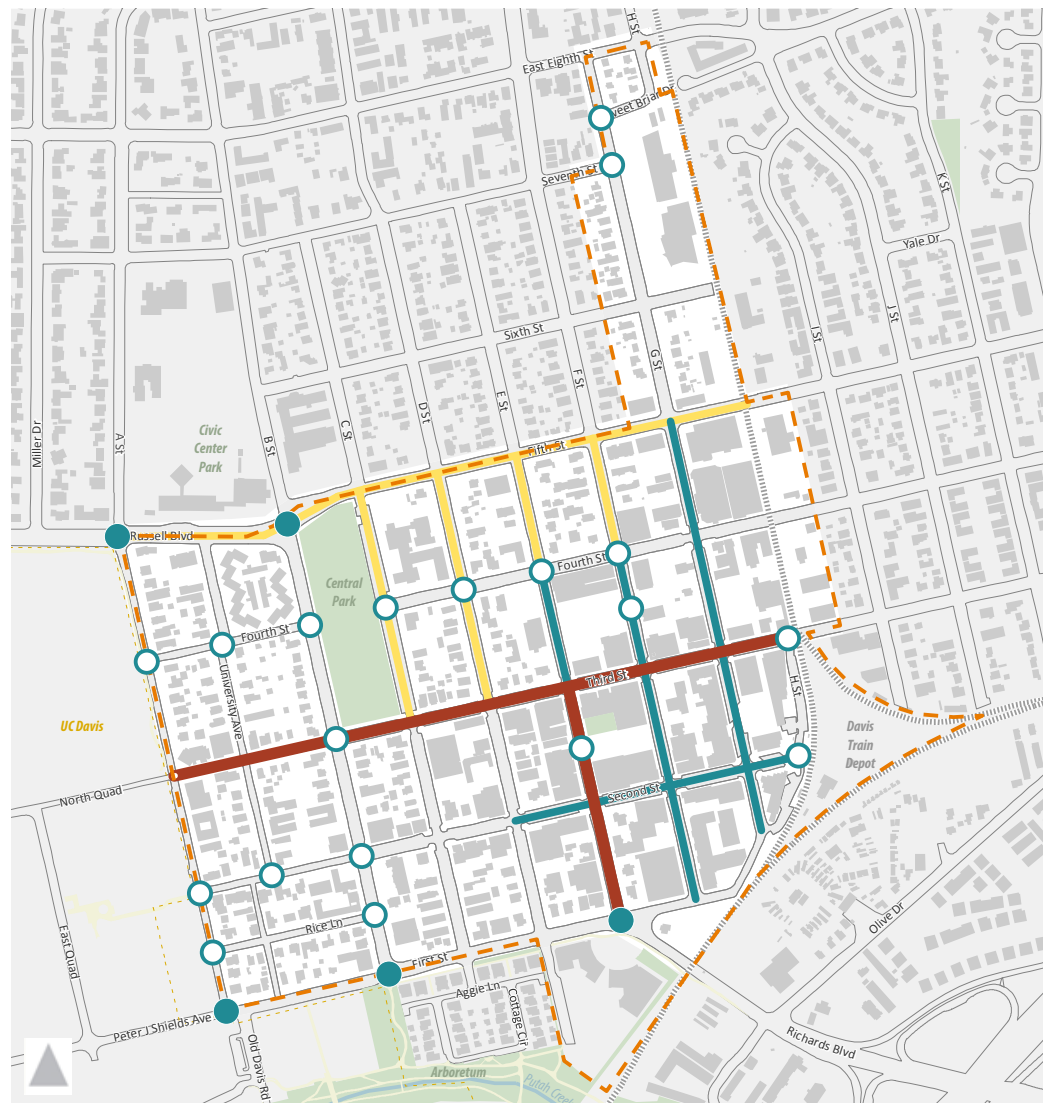 H St
East Eighth St
Sweet Briar Dr
Seventh St
K St
Yale Dr
J St
I St
Sixth St
G St
F St
E St
D St
C St
B St
A St
Miller Dr
Civic
Center
Park
Fifth St
Russell Blvd
Central
Park
Fourth St
Fourth St
University Ave
Third St
H St
UC Davis
Davis
Train
Depot
North Quad
Second St
Rice Ln
First St
East Quad
Olive Dr
Aggie Ln
Cottage Cir
Peter J Shields Ave
Old Davis Rd
Richards Blvd
Arboretum
Putah Creek